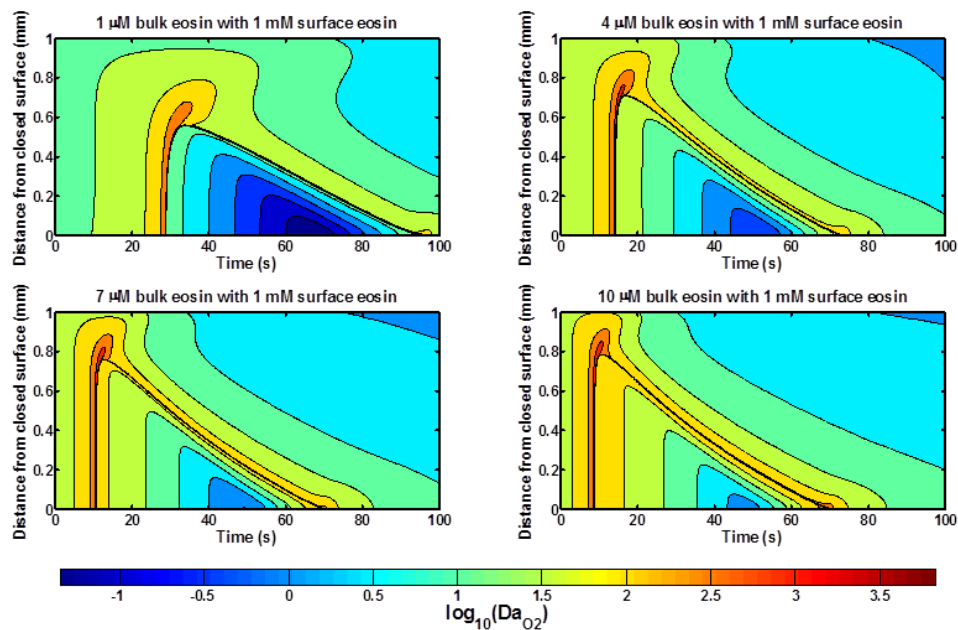 1 µM bulk eosin with 1 mM surface eosin
Distance from closed surface (mm)
1
0.8
0.6
0.4
0.2
0
0 20 40 60 80 100
Time (s)
4 µM bulk eosin with 1 mM surface eosin
Distance from closed surface (mm)
1
0.8
0.6
0.4
0.2
0
0 20 40 60 80 100
Time (s)
7 µM bulk eosin with 1 mM surface eosin
Distance from closed surface (mm)
1
0.8
0.6
0.4
0.2
0
0 20 40 60 80 100
Time (s)
10 µM bulk eosin with 1 mM surface eosin
Distance from closed surface (mm)
1
0.8
0.6
0.4
0.2
0
0 20 40 60 80 100
Time (s)
-1 -0.5 0 0.5 1 1.5 2 2.5 3 3.5
log10(DaO2)